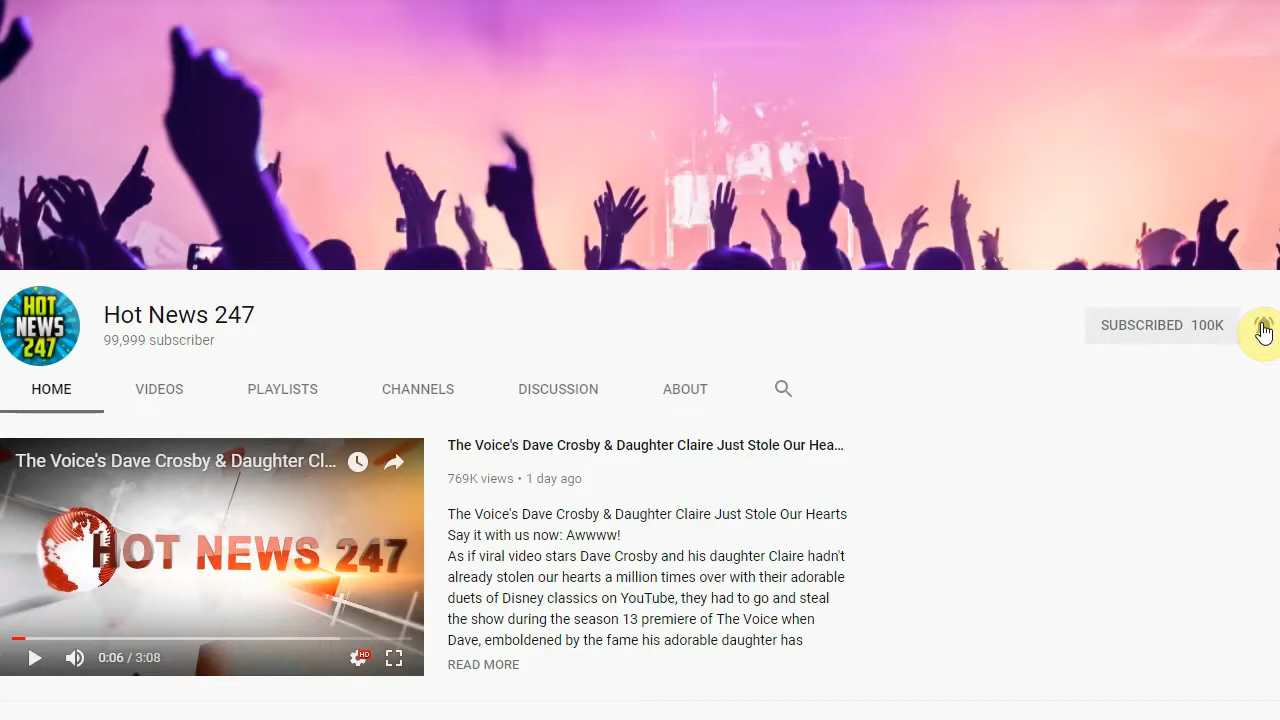 HOT
NEWS
247
Hot News 247
99,999 subscriber
SUBSCRIBED 100K
HOME VIDEOS PLAYLISTS CHANNELS DISCUSSION ABOUT
The Voice's Dave Crosby & Daughter Cl...
HOT NEWS 247
0:06 / 3:08
HD
The Voice's Dave Crosby & Daughter Claire Just Stole Our Hea...
769K views • 1 day ago
The Voice's Dave Crosby & Daughter Claire Just Stole Our Hearts
Say it with us now: Awwww!
As if viral video stars Dave Crosby and his daughter Claire hadn't
already stolen our hearts a million times over with their adorable
duets of Disney classics on YouTube, they had to go and steal
the show during the season 13 premiere of The Voice when
Dave, emboldened by the fame his adorable daughter has
READ MORE